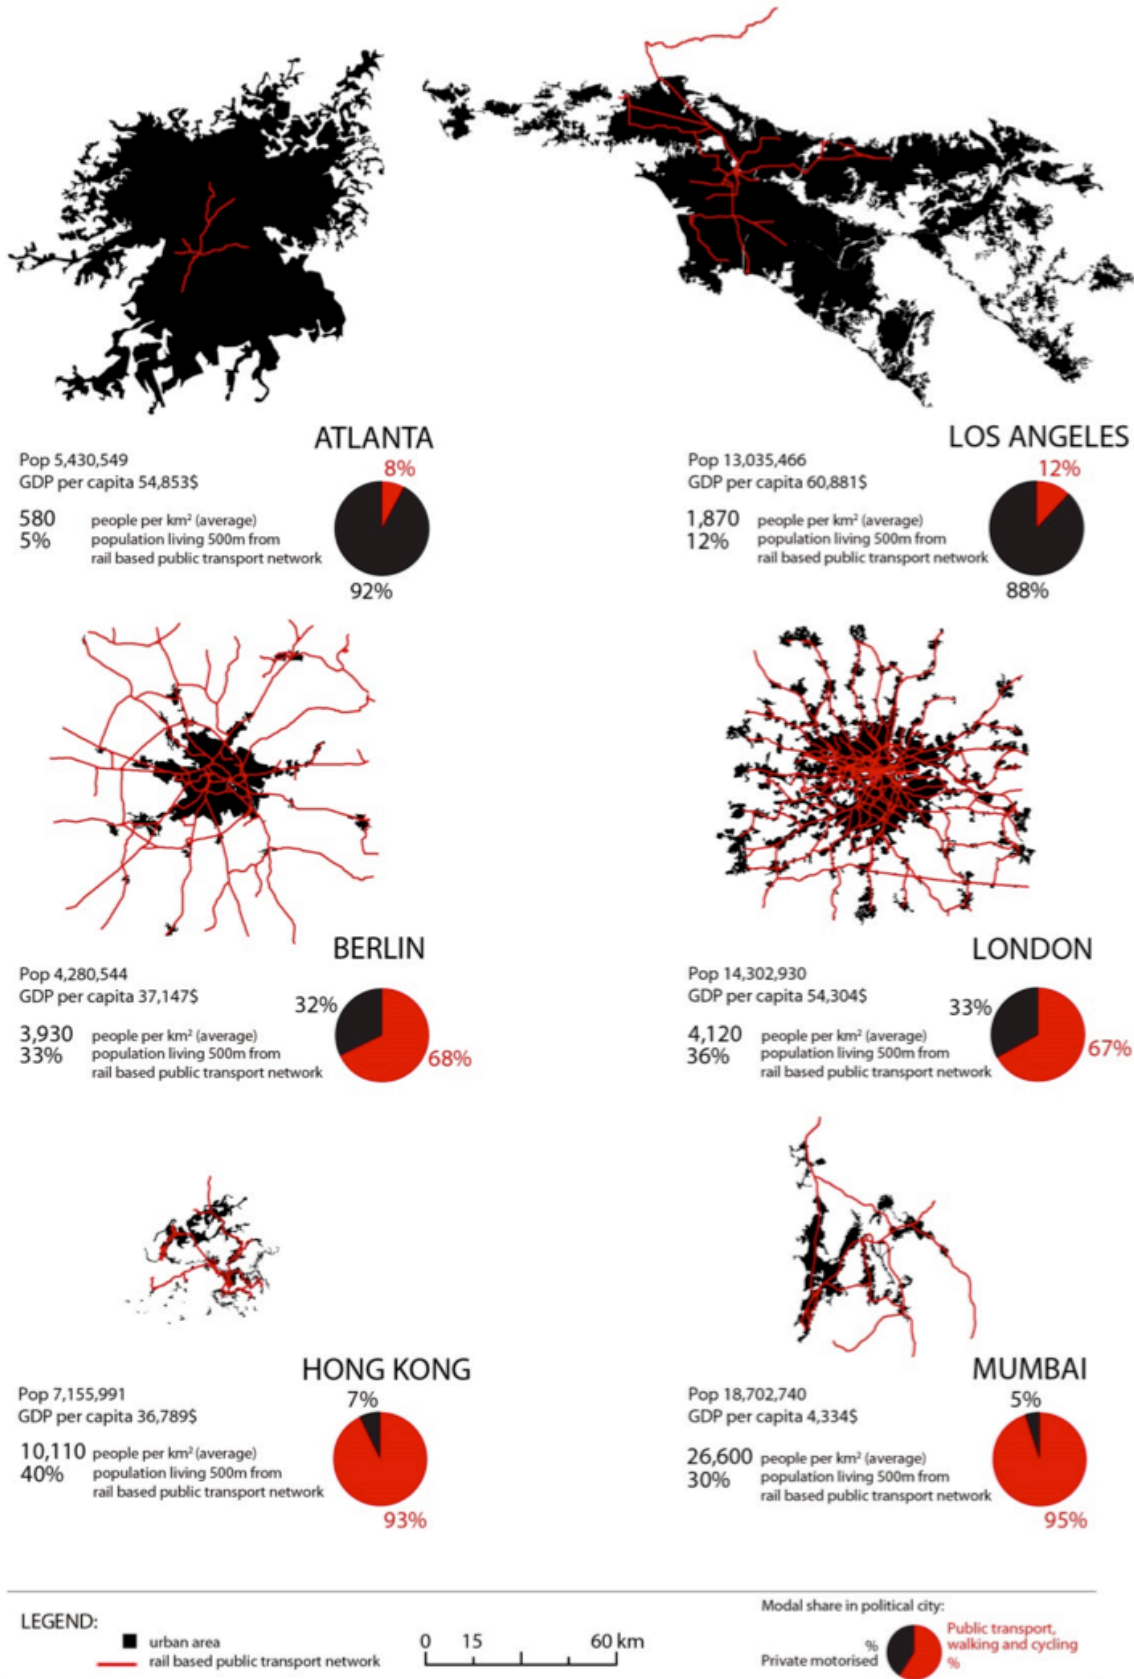 ATLANTA
Pop 5,430,549
GDP per capita 54,853$
8%
580 people per km² (average)
5% population living 500m from
rail based public transport network
92%
LOS ANGELES
Pop 13,035,466
GDP per capita 60,881$
12%
1,870 people per km² (average)
12% population living 500m from
rail based public transport network
88%
BERLIN
Pop 4,280,544
GDP per capita 37,147$
32%
3,930 people per km² (average)
33% population living 500m from
rail based public transport network
68%
LONDON
Pop 14,302,930
GDP per capita 54,304$
33%
4,120 people per km² (average)
36% population living 500m from
rail based public transport network
67%
HONG KONG
Pop 7,155,991
GDP per capita 36,789$
7%
10,110 people per km² (average)
40% population living 500m from
rail based public transport network
93%
MUMBAI
Pop 18,702,740
GDP per capita 4,334$
5%
26,600 people per km² (average)
30% population living 500m from
rail based public transport network
95%
LEGEND:
urban area
rail based public transport network
0 15 60 km
Modal share in political city:
%
Private motorised
Public transport,
walking and cycling
%